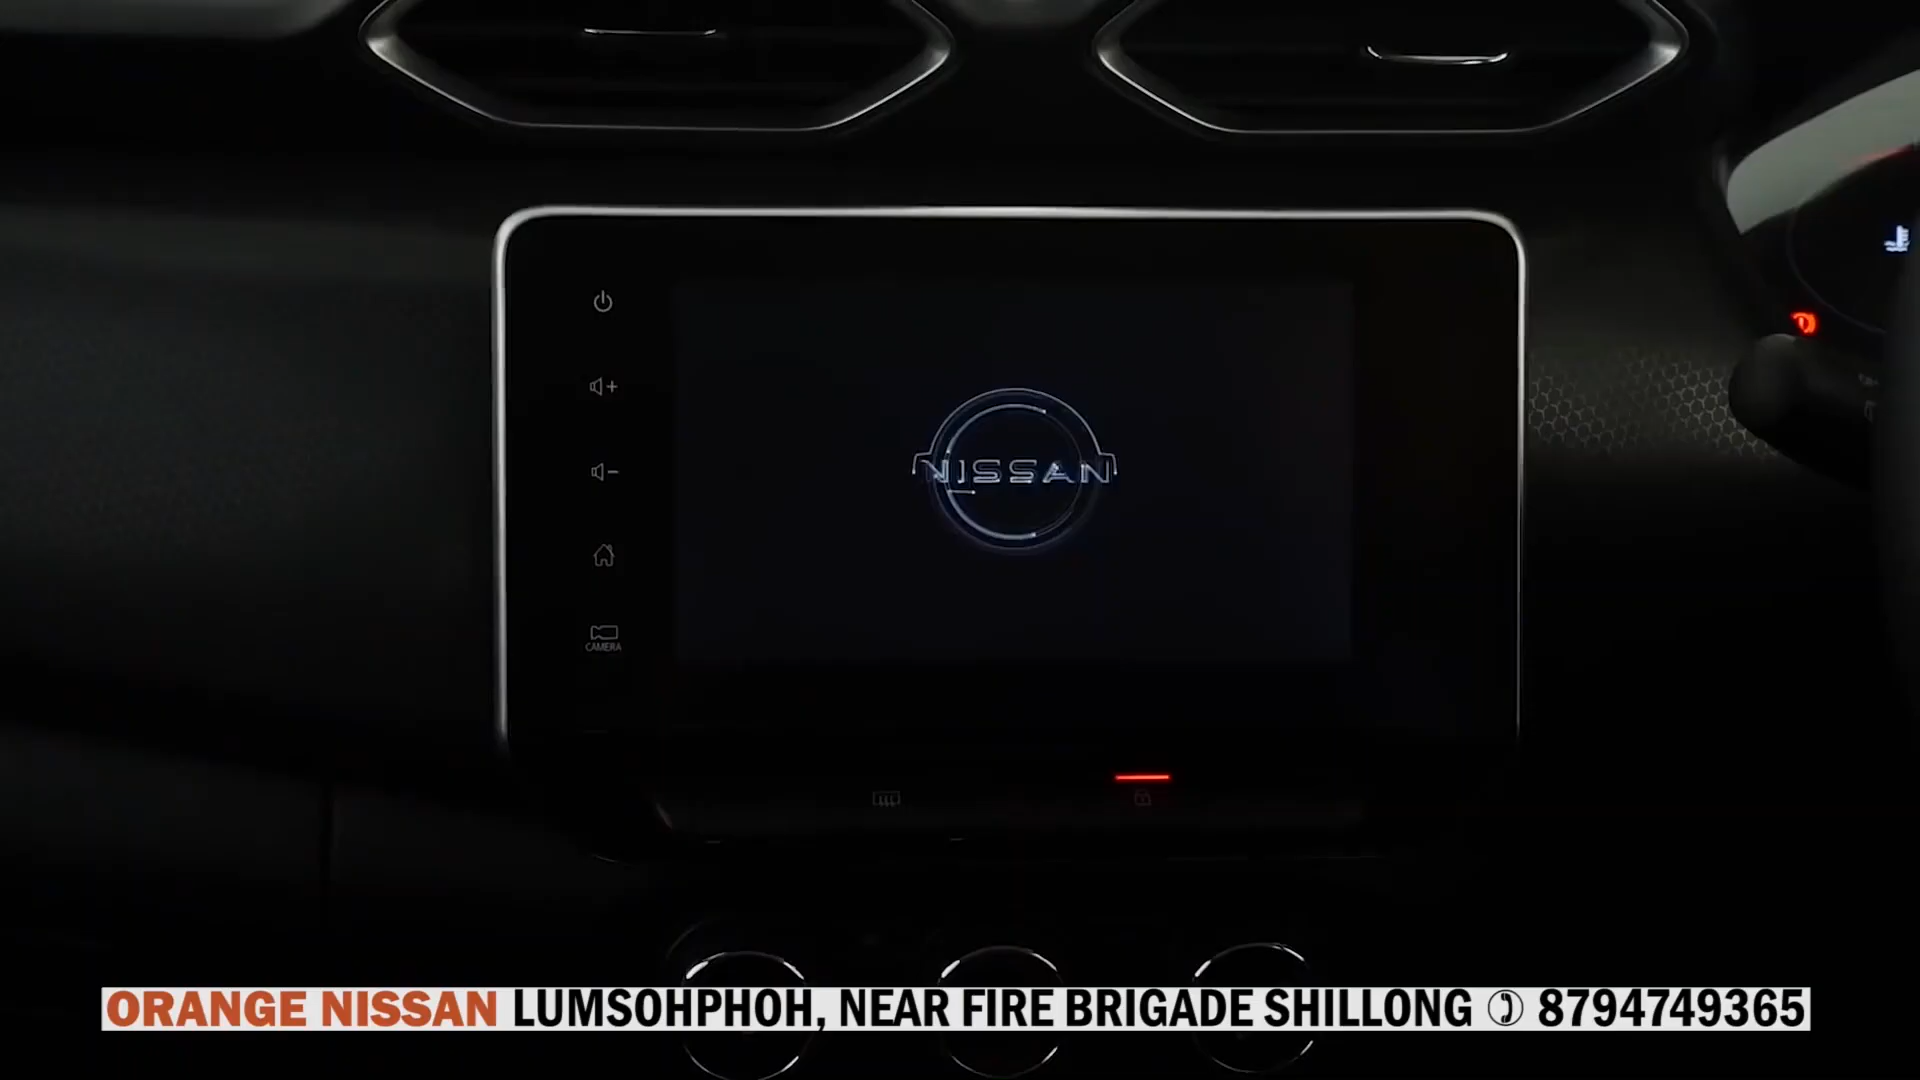 NISSAN
CAMERA
ORANGE NISSAN LUMSOHPHOH, NEAR FIRE BRIGADE SHILLONG ✆ 8794749365